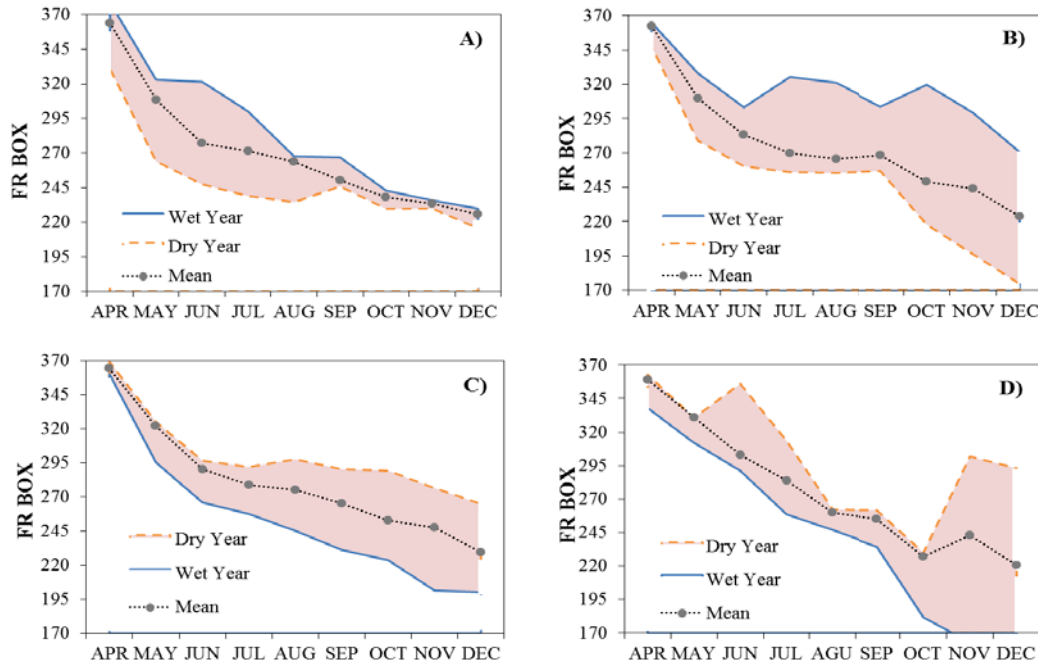 370
345
320
295
270
245
220
195
170
FR BOX
A)
Wet Year
Dry Year
Mean
APR MAY JUN JUL AUG SEP OCT NOV DEC
370
345
320
295
270
245
220
195
170
FR BOX
B)
Wet Year
Dry Year
Mean
APR MAY JUN JUL AUG SEP OCT NOV DEC
370
345
320
295
270
245
220
195
170
FR BOX
C)
Dry Year
Wet Year
Mean
APR MAY JUN JUL AUG SEP OCT NOV DEC
370
345
320
295
270
245
220
195
170
FR BOX
D)
Dry Year
Wet Year
Mean
APR MAY JUN JUL AGU SEP OCT NOV DEC